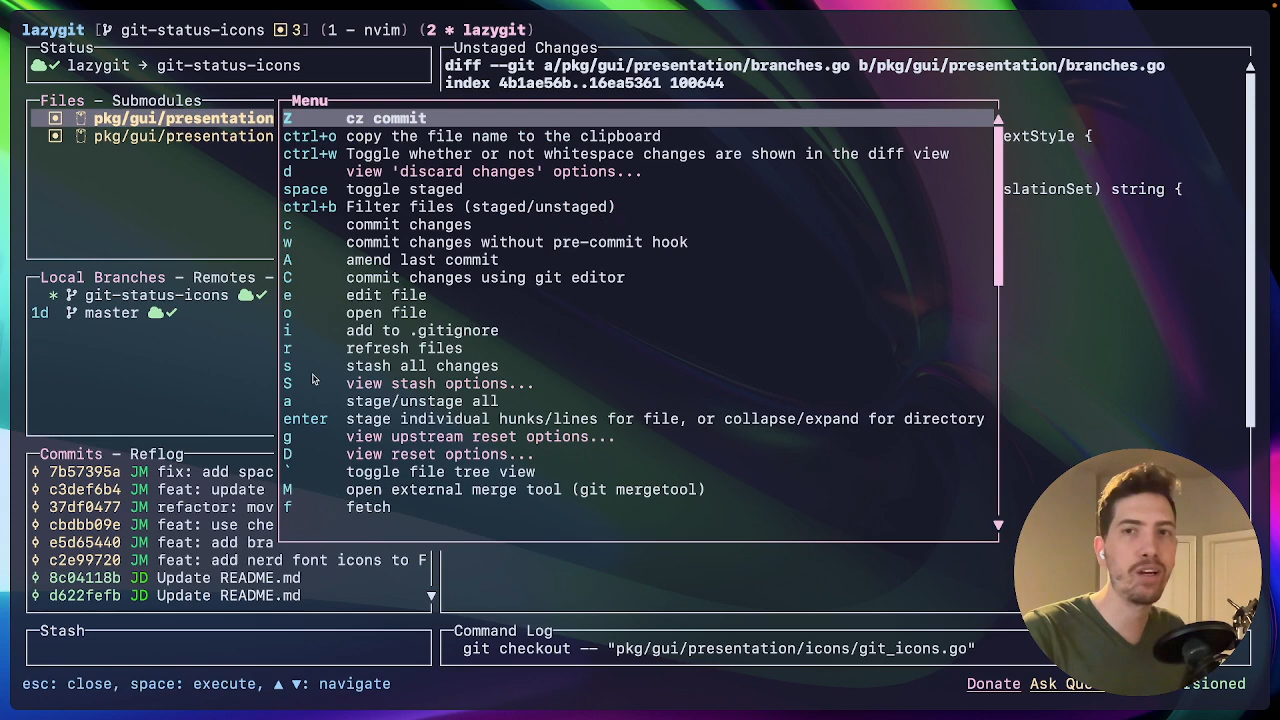 lazygit [ git-status-icons 3] (1 – nvim) (2 * lazygit)
Status
lazygit → git-status-icons
Files – Submodules
pkg/gui/presentation
pkg/gui/presentation
Local Branches – Remotes –
* git-status-icons
1d master
Commits – Reflog
7b57395a JM fix: add spac
c3def6b4 JM feat: update
37df0477 JM refactor: mov
cbdbb09e JM feat: use che
e5d65440 JM feat: add bra
c2e99720 JM feat: add nerd font icons to F
8c04118b JD Update README.md
d622fefb JD Update README.md
Stash
Unstaged Changes
diff --git a/pkg/gui/presentation/branches.go b/pkg/gui/presentation/branches.go
index 4b1ae56b..16ea5361 100644
extStyle {
slationSet) string {
Menu
Z cz commit
ctrl+o copy the file name to the clipboard
ctrl+w Toggle whether or not whitespace changes are shown in the diff view
d view 'discard changes' options...
space toggle staged
ctrl+b Filter files (staged/unstaged)
c commit changes
w commit changes without pre-commit hook
A amend last commit
C commit changes using git editor
e edit file
o open file
i add to .gitignore
r refresh files
s stash all changes
S view stash options...
a stage/unstage all
enter stage individual hunks/lines for file, or collapse/expand for directory
g view upstream reset options...
D view reset options...
` toggle file tree view
M open external merge tool (git mergetool)
f fetch
Command Log
git checkout -- "pkg/gui/presentation/icons/git_icons.go"
esc: close, space: execute, ▲ ▼: navigate
Donate Ask Qu sioned